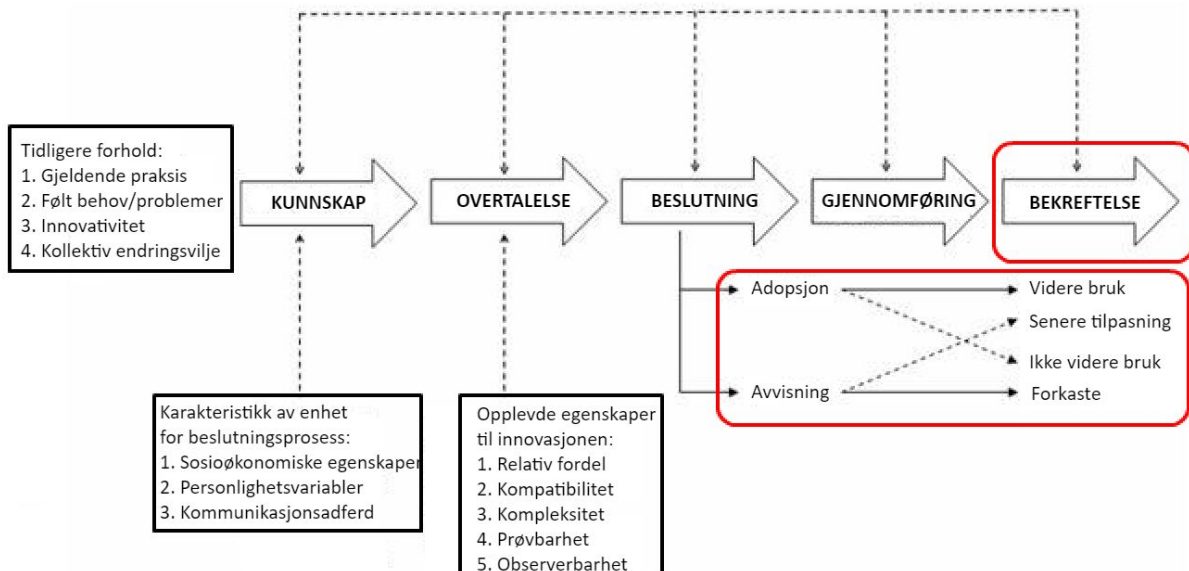 Tidligere forhold:
1. Gjeldende praksis
2. Følt behov/problemer
3. Innovativitet
4. Kollektiv endringsvilje
KUNNSKAP
OVERTALELSE
BESLUTNING
GJENNOMFØRING
BEKREFTELSE
Adopsjon
Videre bruk
Senere tilpasning
Ikke videre bruk
Avvisning
Forkaste
Karakteristikk av enhet
for beslutningsprosess:
1. Sosioøkonomiske egenskaper
2. Personlighetsvariabler
3. Kommunikasjonsadferd
Opplevde egenskaper
til innovasjonen:
1. Relativ fordel
2. Kompatibilitet
3. Kompleksitet
4. Prøvbarhet
5. Observerbarhet